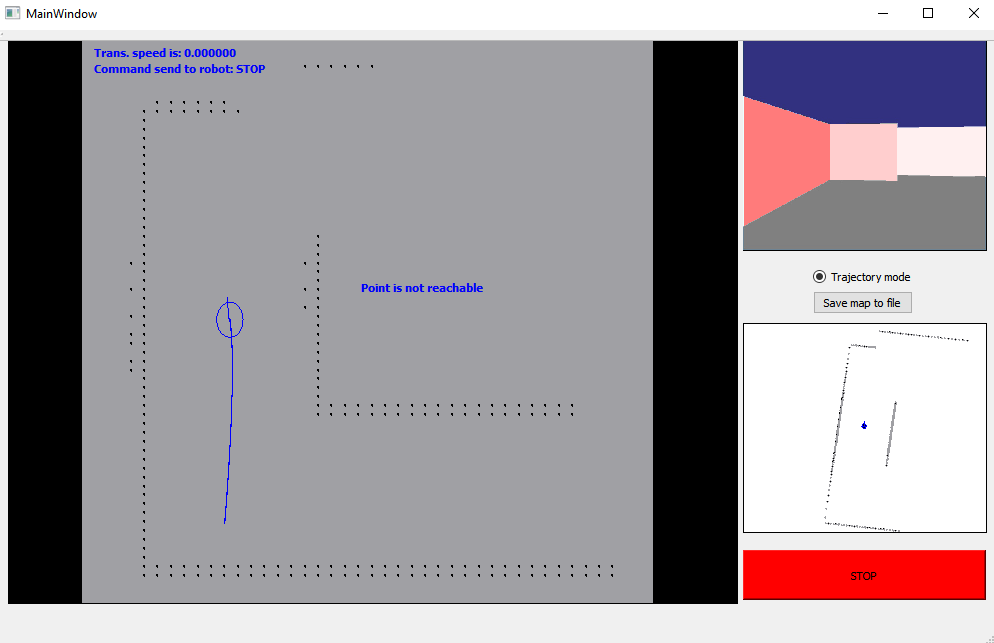 MainWindow
Trans. speed is: 0.000000
Command send to robot: STOP
Point is not reachable
Trajectory mode
Save map to file
STOP